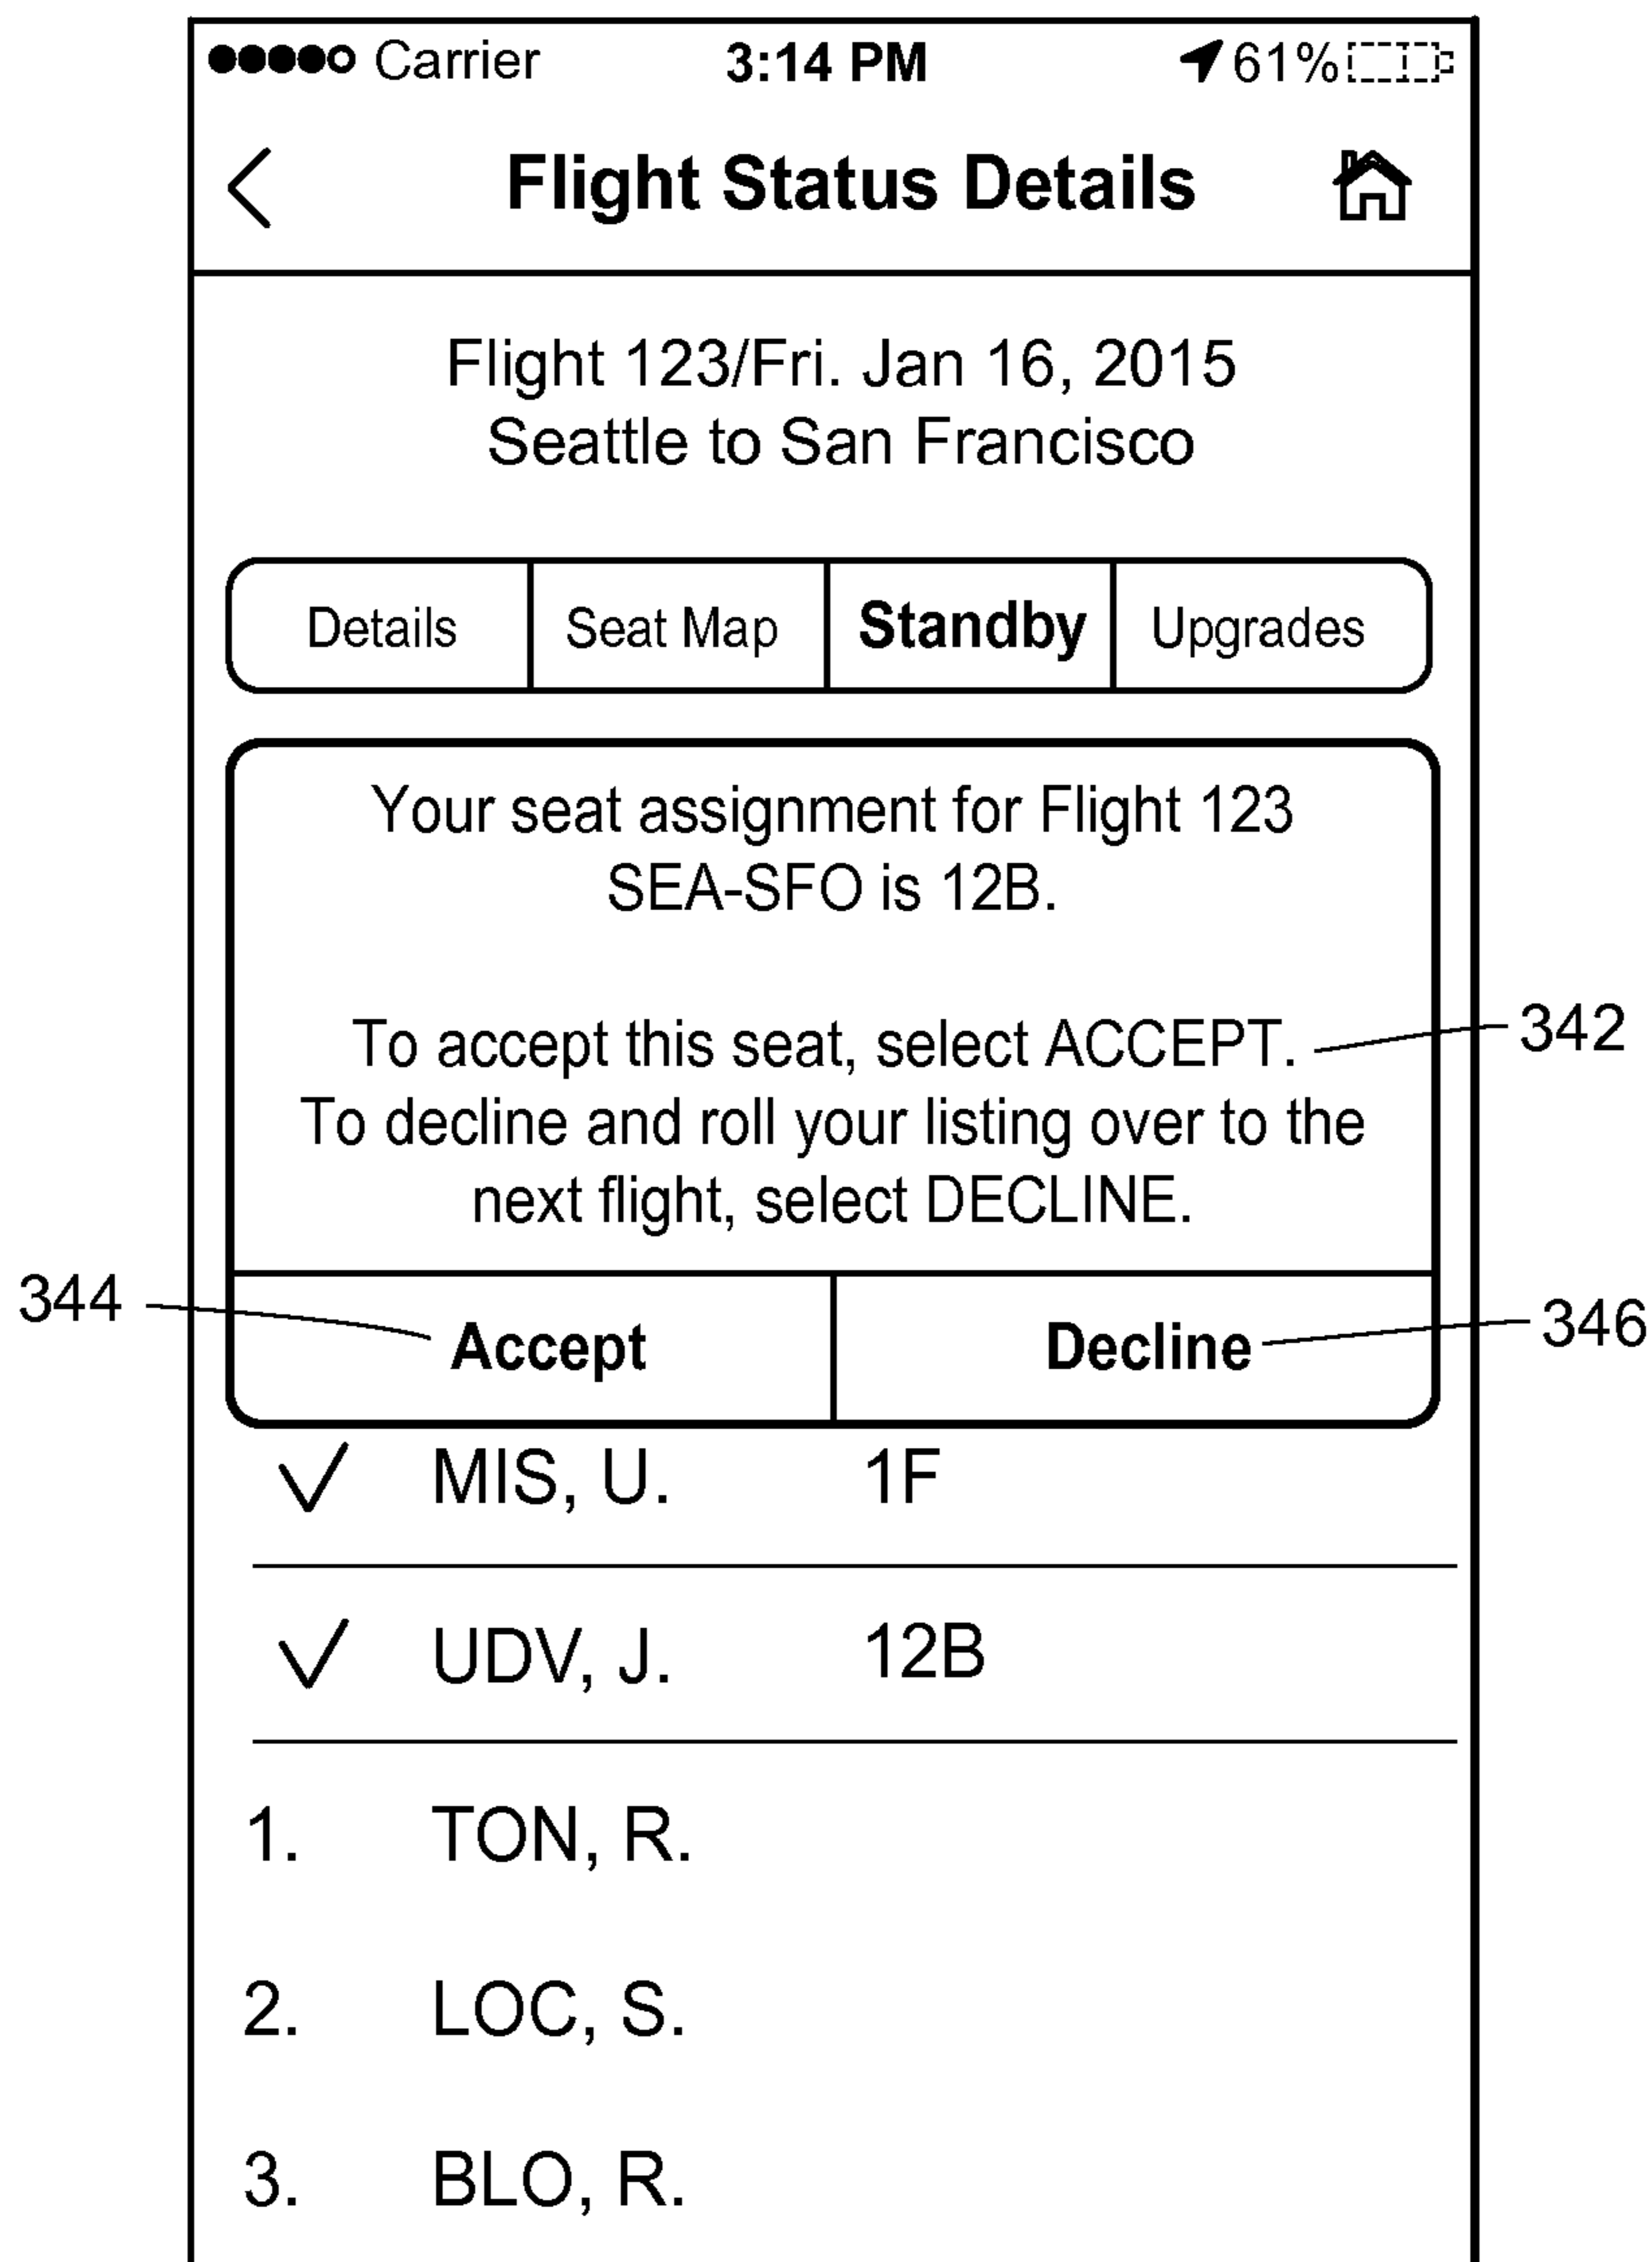 Carrier 3:14 PM 61%
Flight Status Details
Flight 123/Fri. Jan 16, 2015
Seattle to San Francisco
Details Seat Map Standby Upgrades
Your seat assignment for Flight 123
SEA-SFO is 12B.
To accept this seat, select ACCEPT.
342
To decline and roll your listing over to the
next flight, select DECLINE.
344
Accept Decline
346
MIS, U. 1F
UDV, J. 12B
1. TON, R.
2. LOC, S.
3. BLO, R.